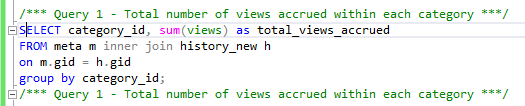 /*** Query 1 - Total number of views accrued within each category ***/
SELECT category_id, sum(views) as total_views_accrued
FROM meta m inner join history_new h
on m.gid = h.gid
group by category_id;
/*** Query 1 - Total number of views accrued within each category ***/